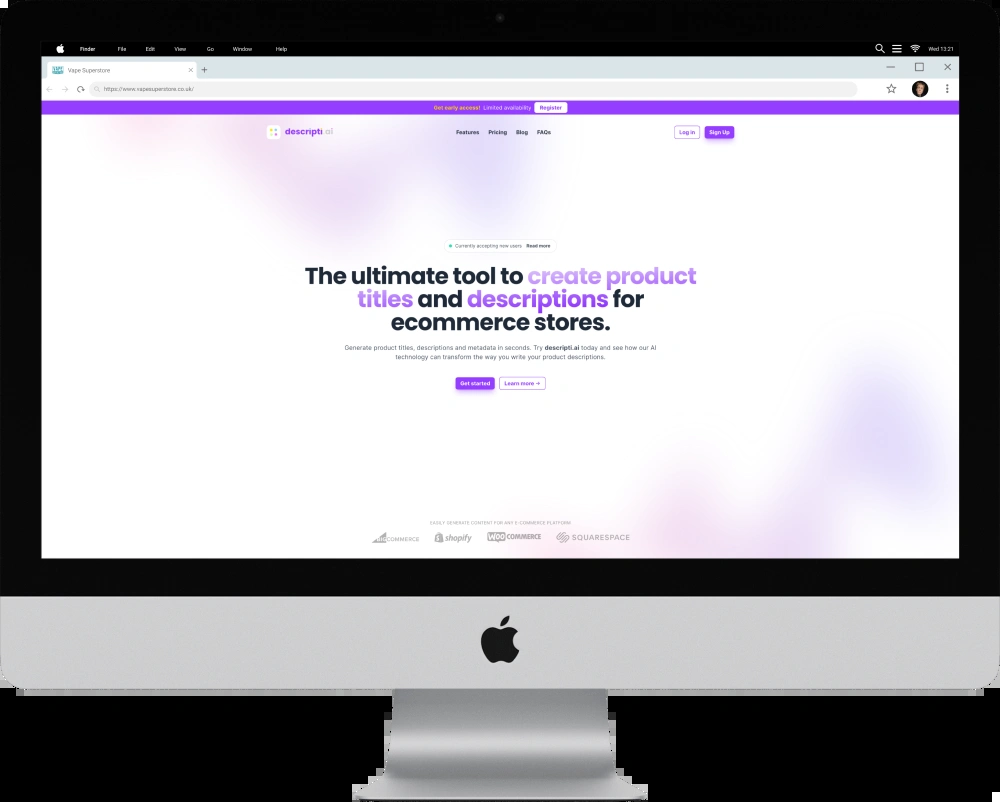 Finder File Edit View Go Window Help Wed 13:21
Vape Superstore
https://www.vapesuperstore.co.uk/
Get early access! Limited availability Register
descripti ai Features Pricing Blog FAQs Log in Sign Up
Currently accepting new users Read more
The ultimate tool to create product
titles and descriptions for
ecommerce stores.
Generate product titles, descriptions and metadata in seconds. Try descripti.ai today and see how our AI
technology can transform the way you write your product descriptions.
Get started Learn more →
EASILY GENERATE CONTENT FOR ANY E-COMMERCE PLATFORM
BIGCOMMERCE shopify WOO COMMERCE SQUARESPACE